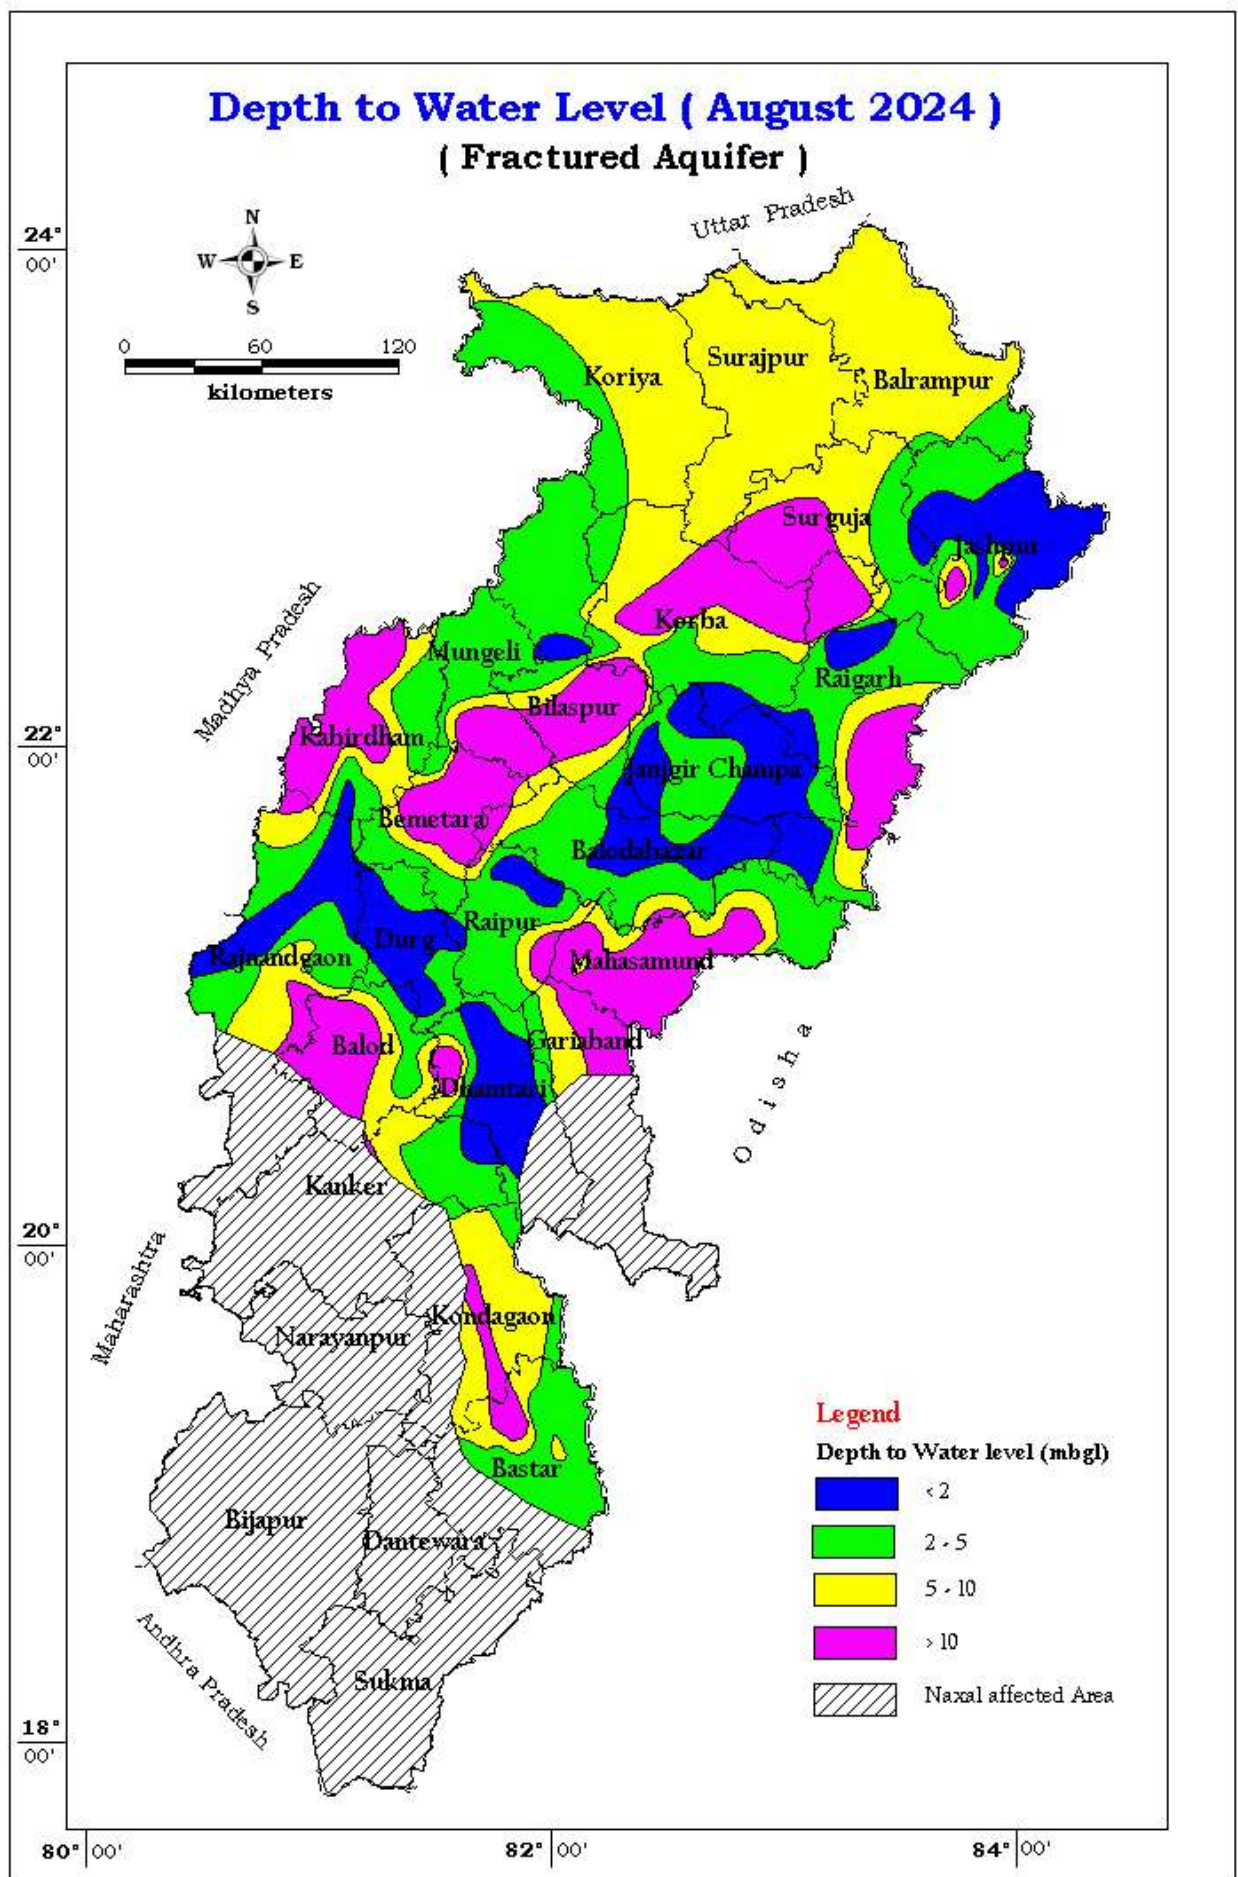 Depth to Water Level ( August 2024 )
( Fractured Aquifer )
Uttar Pradesh
N
W E
S
24°
00'
0 60 120
kilometers
Koriya
Surajpur
Balrampur
Surguja
Jashpur
Madhya Pradesh
Korba
Mungeli
Raigarh
Bilaspur
22°
00'
Kabirdham
Janjgir Champa
Bemetara
Balodabazar
Raipur
Durg
Rajnandgaon
Mahasamund
Balod
Gariaband
Dhamtari
Odisha
Kanker
20°
00'
Maharashtra
Kondagaon
Narayanpur
Bastar
Bijapur
Dantewara
Andhra Pradesh
Sukma
18°
00'
Legend
Depth to Water level (mbgl)
< 2
2 - 5
5 - 10
> 10
Naxal affected Area
80° 00' 82° 00' 84° 00'